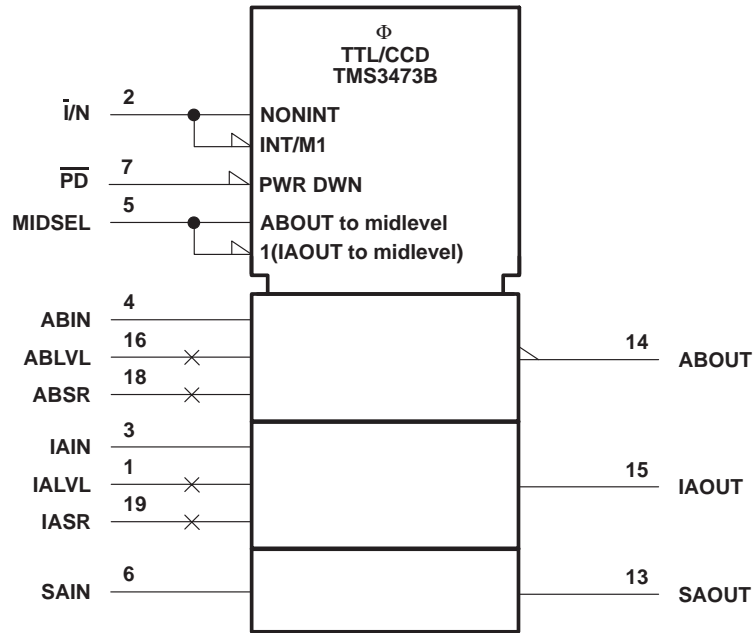 Φ
TTL/CCD
TMS3473B
I̅/N 2 NONINT
INT/M1
P̅D̅ 7 PWR DWN
MIDSEL 5 ABOUT to midlevel
1(IAOUT to midlevel)
ABIN 4
ABLVL 16 14 ABOUT
ABSR 18
IAIN 3
IALVL 1 15 IAOUT
IASR 19
SAIN 6 13 SAOUT